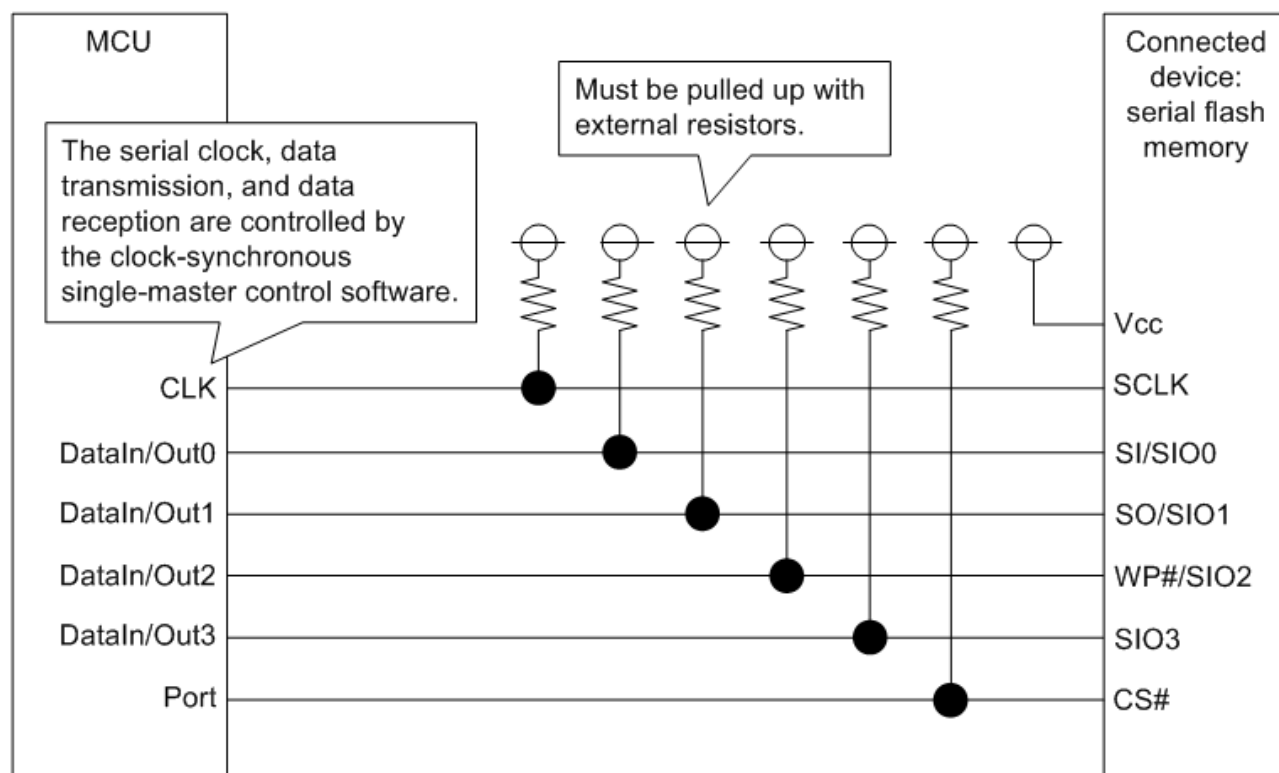 MCU
Connected
device:
serial flash
memory
Must be pulled up with
external resistors.
The serial clock, data
transmission, and data
reception are controlled by
the clock-synchronous
single-master control software.
Vcc
CLK
SCLK
DataIn/Out0
SI/SIO0
DataIn/Out1
SO/SIO1
DataIn/Out2
WP#/SIO2
DataIn/Out3
SIO3
Port
CS#